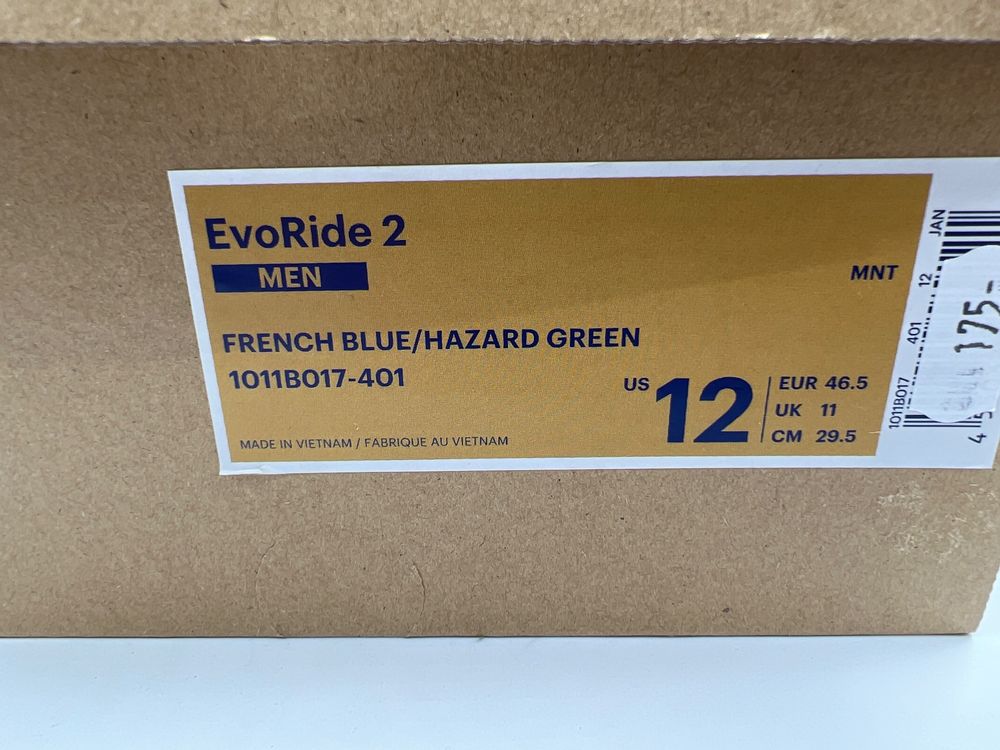 EvoRide 2
MEN
MNT
FRENCH BLUE/HAZARD GREEN
1011B017-401
US 12
EUR 46.5
UK 11
CM 29.5
MADE IN VIETNAM / FABRIQUE AU VIETNAM
1011B017 401 12
JAN
175-